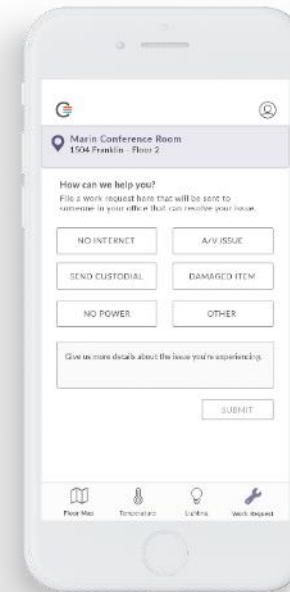 Marin Conference Room
1504 Franklin - Floor 2
How can we help you?
File a work request here that will be sent to
someone in your office that can resolve your issue.
NO INTERNET
A/V ISSUE
SEND CUSTODIAL
DAMAGED ITEM
NO POWER
OTHER
Give us more details about the issue you're experiencing.
SUBMIT
Floor Map
Temperature
Lighting
Work Request